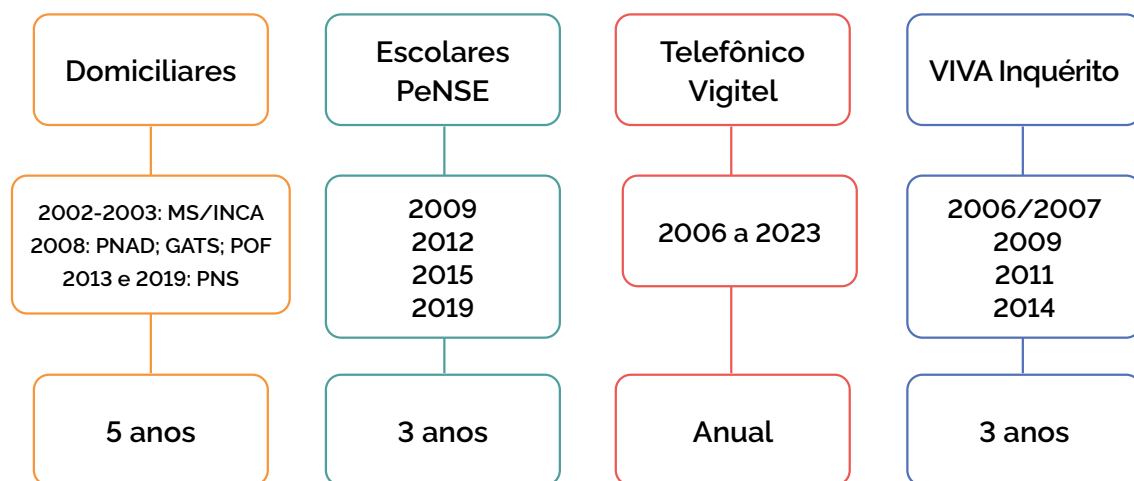 Domiciliares
2002-2003: MS/INCA
2008: PNAD; GATS; POF
2013 e 2019: PNS
5 anos
Escolares
PeNSE
2009
2012
2015
2019
3 anos
Telefônico
Vigitel
2006 a 2023
Anual
VIVA Inquérito
2006/2007
2009
2011
2014
3 anos